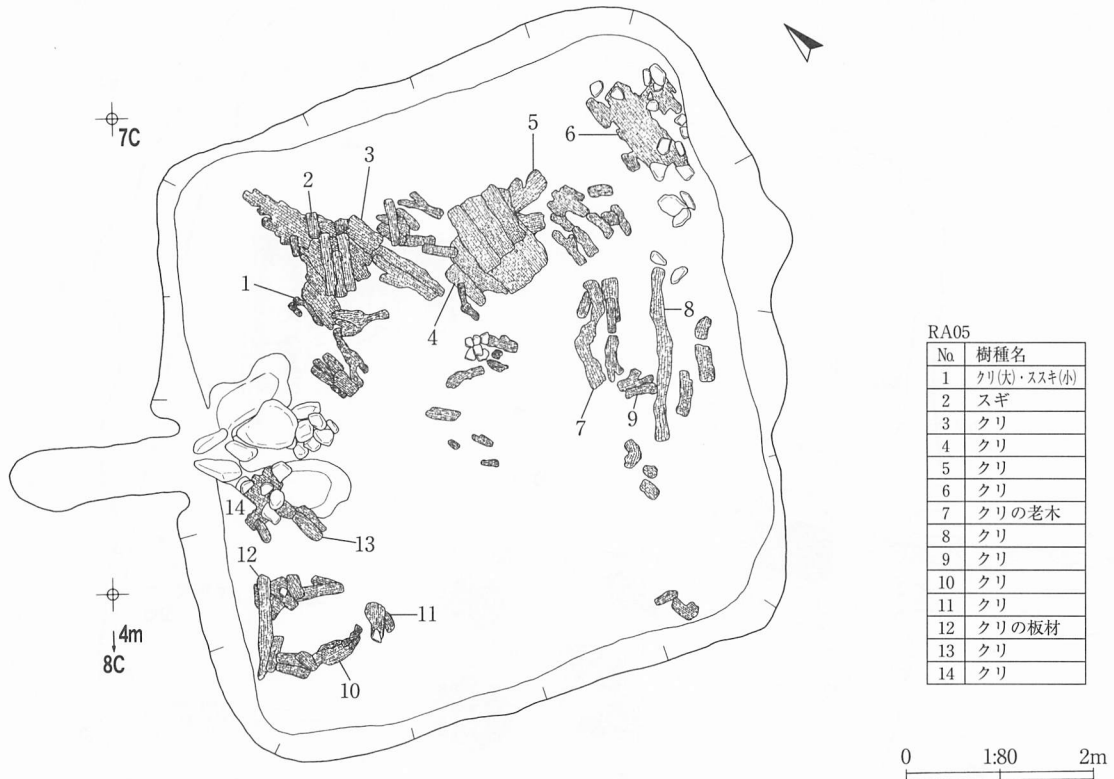 7C
5
6
3
2
1
4
8
7
9
14
13
12
11
10
4m
8C
RA05
No. 樹種名
1 クリ(大)・ススキ(小)
2 スギ
3 クリ
4 クリ
5 クリ
6 クリ
7 クリの老木
8 クリ
9 クリ
10 クリ
11 クリ
12 クリの板材
13 クリ
14 クリ
0 1:80 2m